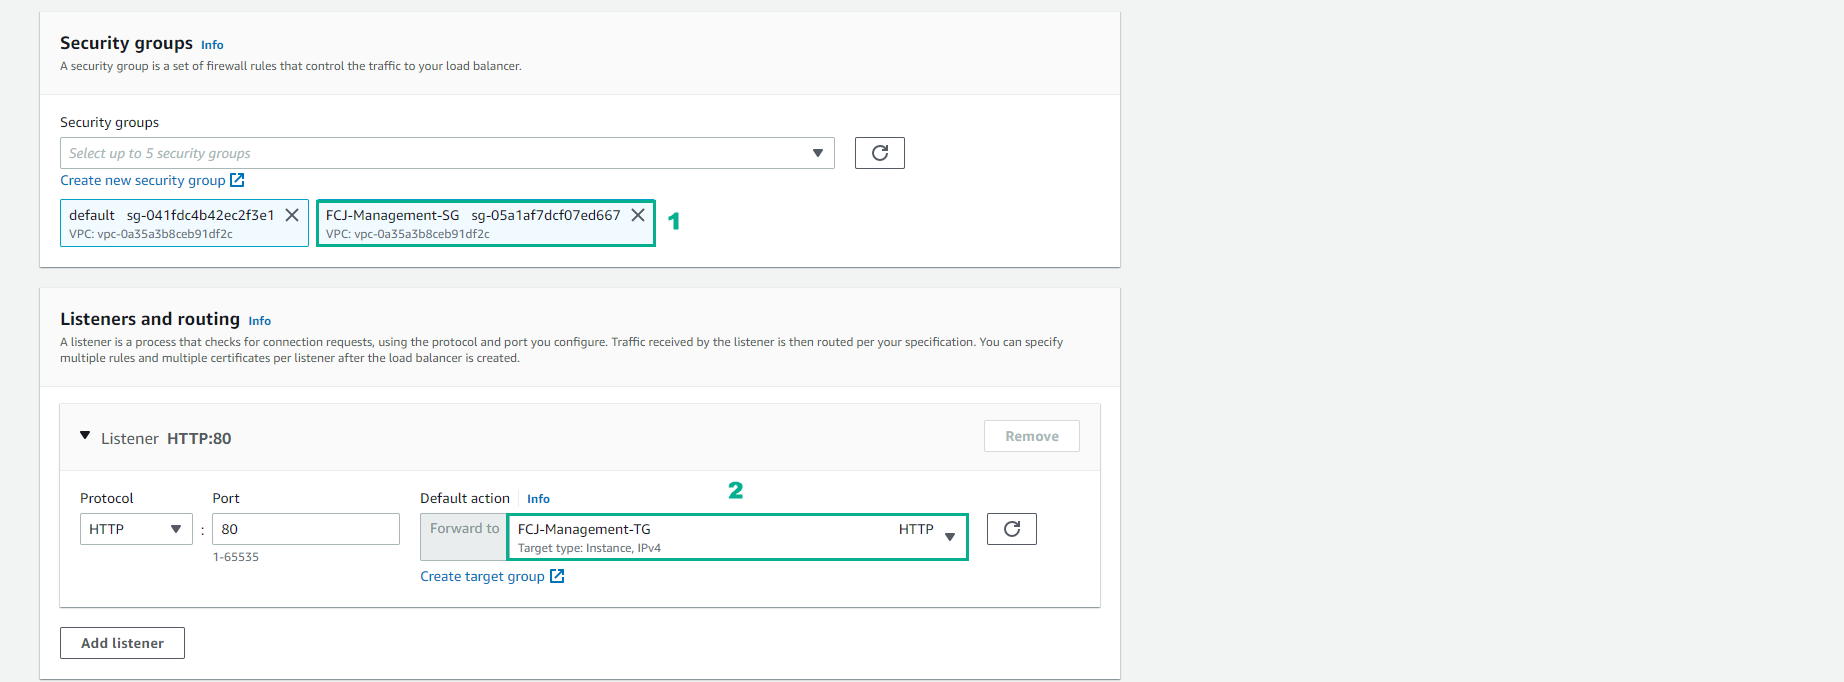 Security groups Info
A security group is a set of firewall rules that control the traffic to your load balancer.
Security groups
Select up to 5 security groups
Create new security group
default sg-041fdc4b42ec2f3e1
VPC: vpc-0a35a3b8ceb91df2c
FCJ-Management-SG sg-05a1af7dcf07ed667
VPC: vpc-0a35a3b8ceb91df2c
1
Listeners and routing Info
A listener is a process that checks for connection requests, using the protocol and port you configure. Traffic received by the listener is then routed per your specification. You can specify
multiple rules and multiple certificates per listener after the load balancer is created.
Listener HTTP:80
Remove
Protocol
HTTP
:
Port
80
1-65535
Default action Info
2
Forward to
FCJ-Management-TG HTTP
Target type: Instance, IPv4
Create target group
Add listener